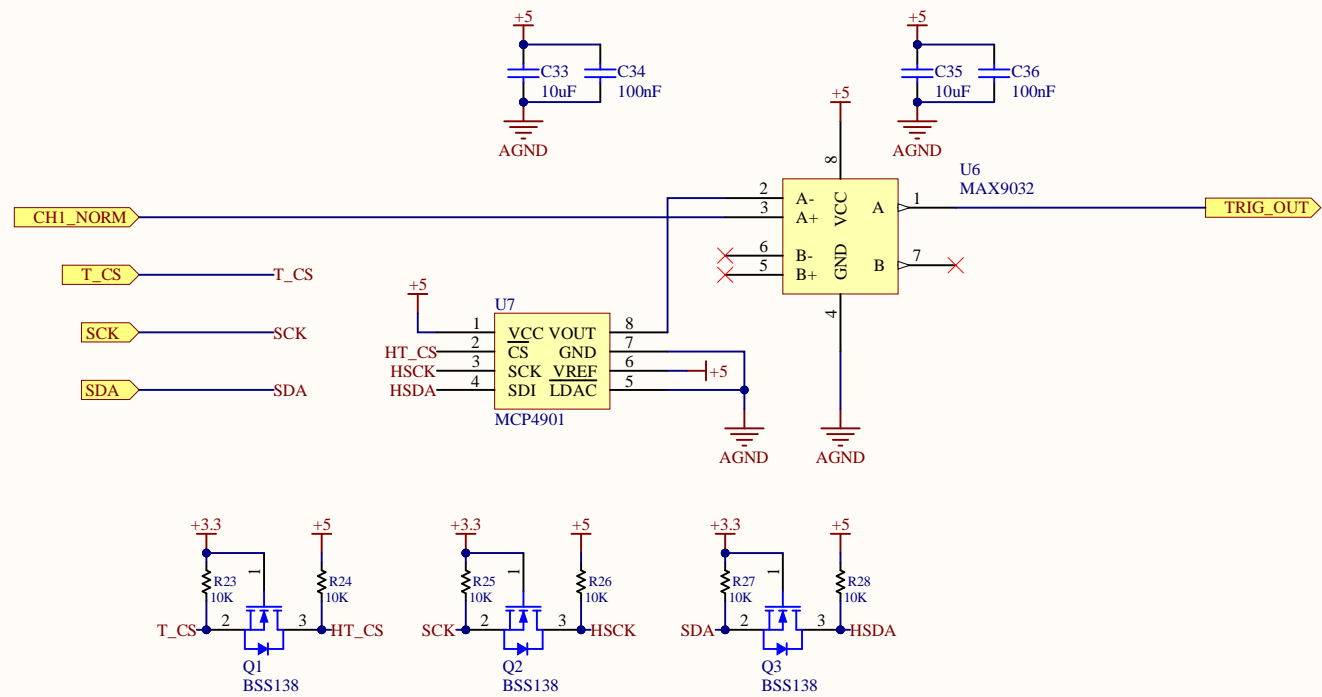 +5
+5
C33
10uF
C34
100nF
C35
10uF
C36
100nF
AGND
+5
AGND
8
U6
MAX9032
CH1_NORM
2
3
A-
A+
VCC
A
1
TRIG_OUT
6
5
B-
B+
GND
B
7
4
T_CS
T_CS
+5
U7
SCK
SCK
1
VCC
VOUT
8
HT_CS
2
CS
GND
7
HSCK
3
SCK
VREF
6
+5
SDA
SDA
HSDA
4
SDI
LDAC
5
MCP4901
AGND
AGND
+3.3
+5
+3.3
+5
+3.3
+5
1
R23
10K
R24
10K
T_CS
2
3
HT_CS
Q1
BSS138
1
R25
10K
R26
10K
SCK
2
3
HSCK
Q2
BSS138
1
R27
10K
R28
10K
SDA
2
3
HSDA
Q3
BSS138